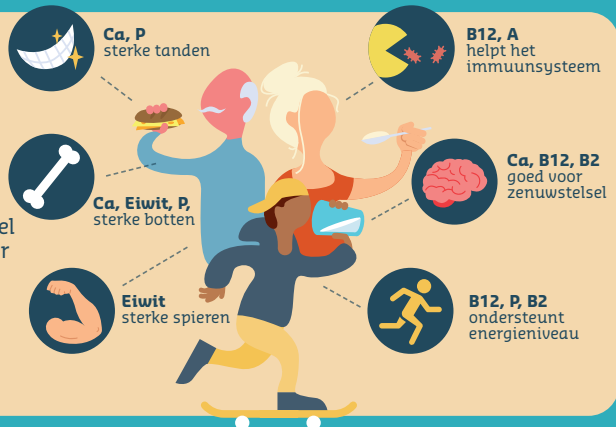 Ca, P
sterke tanden
B12, A
helpt het
immuunsysteem
Ca, Eiwit, P,
sterke botten
Ca, B12, B2
goed voor
zenuwstelsel
el
r
Eiwit
sterke spieren
B12, P, B2
ondersteunt
energieniveau